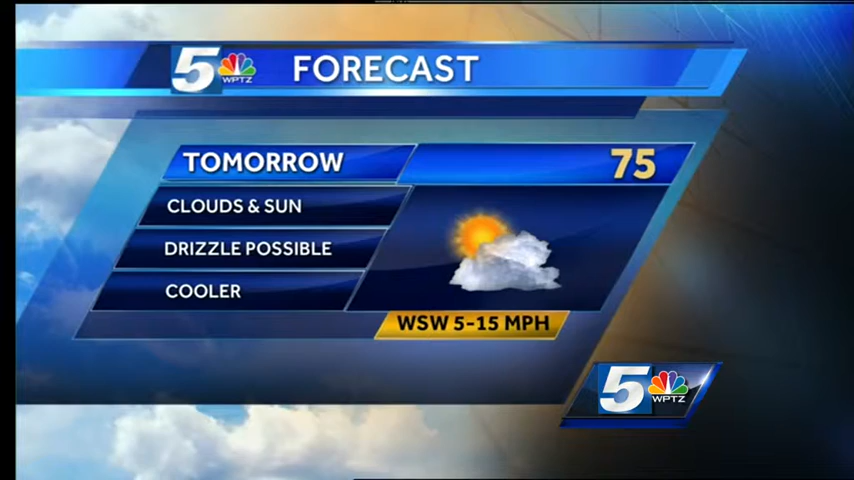 5 WPTZ FORECAST
TOMORROW 75
CLOUDS & SUN
DRIZZLE POSSIBLE
COOLER
WSW 5-15 MPH
5 WPTZ